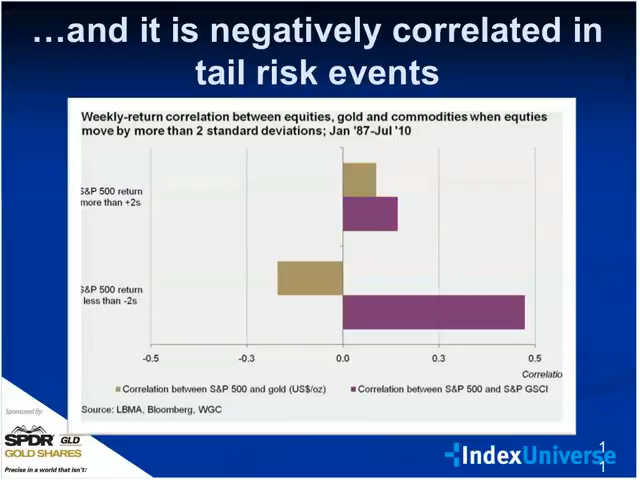 …and it is negatively correlated in
tail risk events
Weekly-return correlation between equities, gold and commodities when equties
move by more than 2 standard deviations; Jan '87-Jul '10
S&P 500 return
more than +2s
S&P 500 return
less than -2s
-0.5 -0.3 0.0 0.3 0.5
Correlatio
Correlation between S&P 500 and gold (US$/oz) Correlation between S&P 500 and S&P GSCI
Source: LBMA, Bloomberg, WGC
Sponsored By:
SPDR GLD
GOLD SHARES
Precise in a world that isn't:
IndexUniverse
1
1